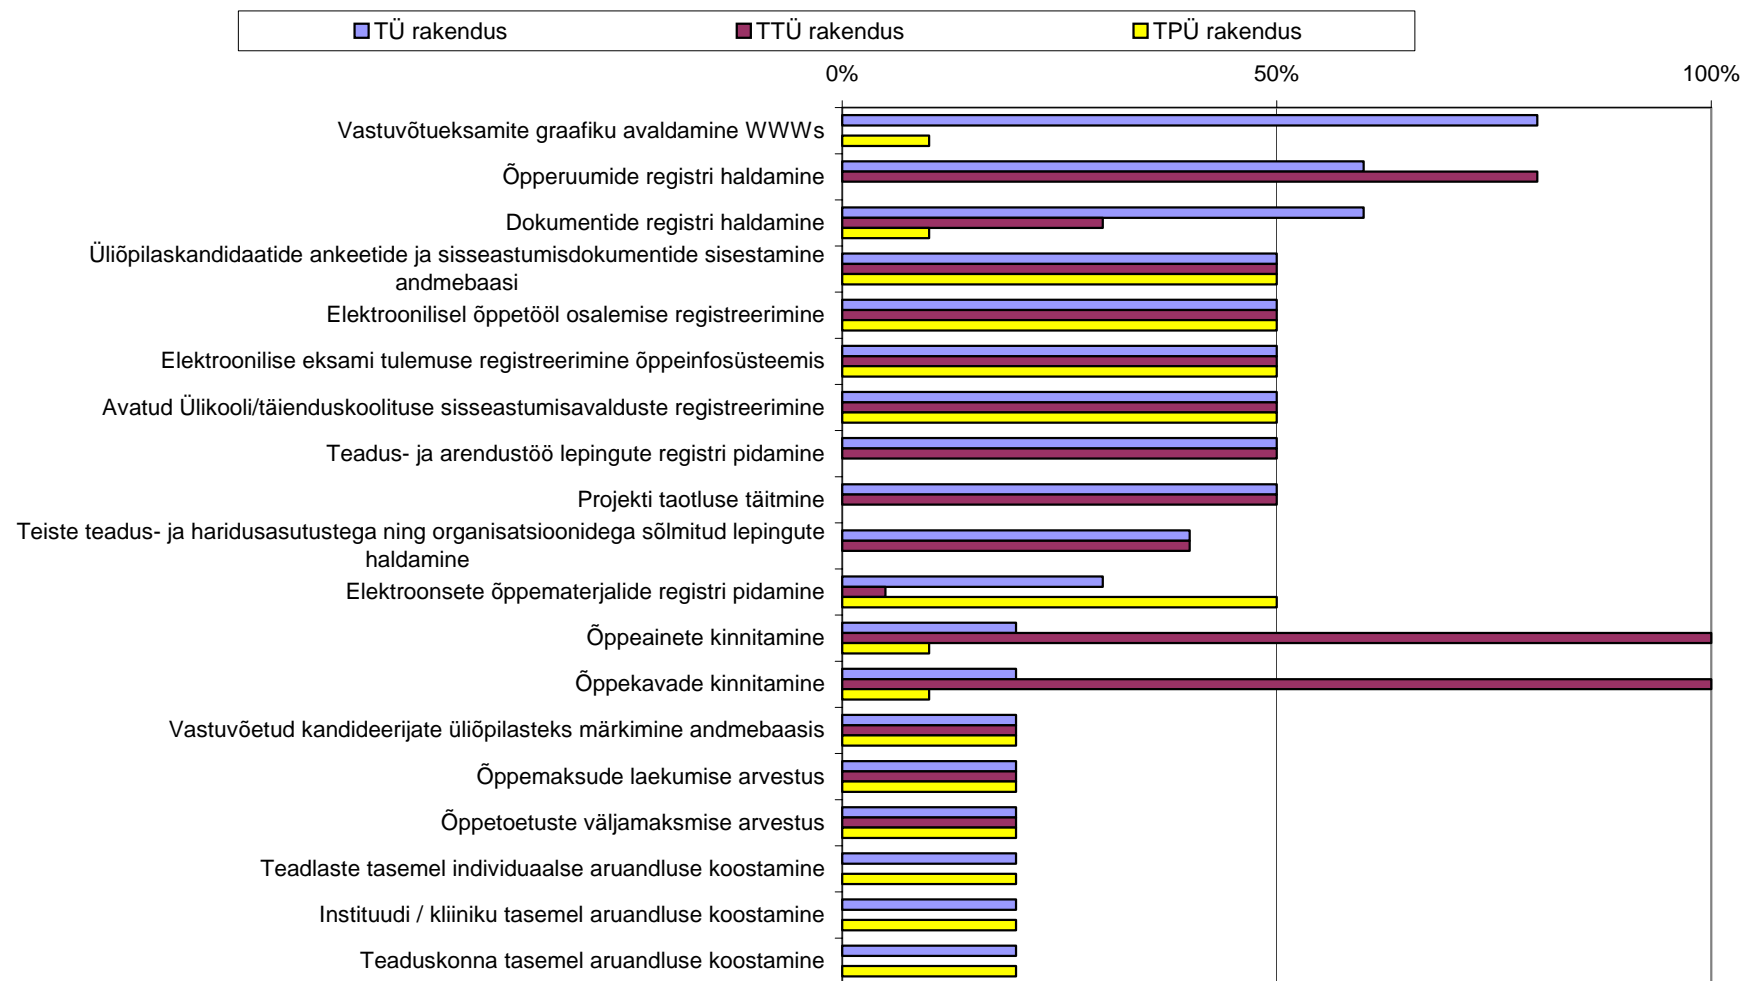 TÜ rakendus TTÜ rakendus TPÜ rakendus
0% 50% 100%
Vastuvõtueksamite graafiku avaldamine WWWs
Õpperuumide registri haldamine
Dokumentide registri haldamine
Üliõpilaskandidaatide ankeetide ja sisseastumisdokumentide sisestamine
andmebaasi
Elektroonilisel õppetööl osalemise registreerimine
Elektroonilise eksami tulemuse registreerimine õppeinfosüsteemis
Avatud Ülikooli/täienduskoolituse sisseastumisavalduste registreerimine
Teadus- ja arendustöö lepingute registri pidamine
Projekti taotluse täitmine
Teiste teadus- ja haridusasutustega ning organisatsioonidega sõlmitud lepingute
haldamine
Elektroonsete õppematerjalide registri pidamine
Õppeainete kinnitamine
Õppekavade kinnitamine
Vastuvõetud kandideerijate üliõpilasteks märkimine andmebaasis
Õppemaksude laekumise arvestus
Õppetoetuste väljamaksmise arvestus
Teadlaste tasemel individuaalse aruandluse koostamine
Instituudi / kliiniku tasemel aruandluse koostamine
Teaduskonna tasemel aruandluse koostamine